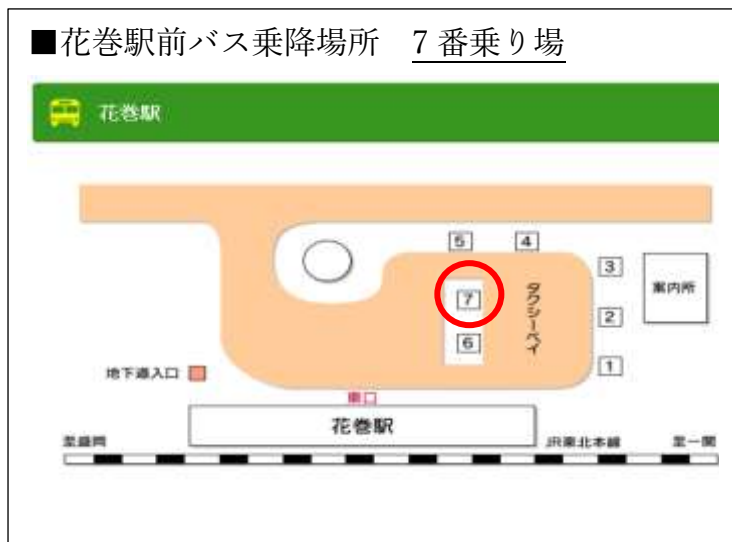 ■花巻駅前バス乗降場所　7番乗り場
花巻駅
5
4
3
7
タクシーベイ
案内所
2
6
1
地下道入口
東口
花巻駅
至盛岡
JR東北本線
至一関